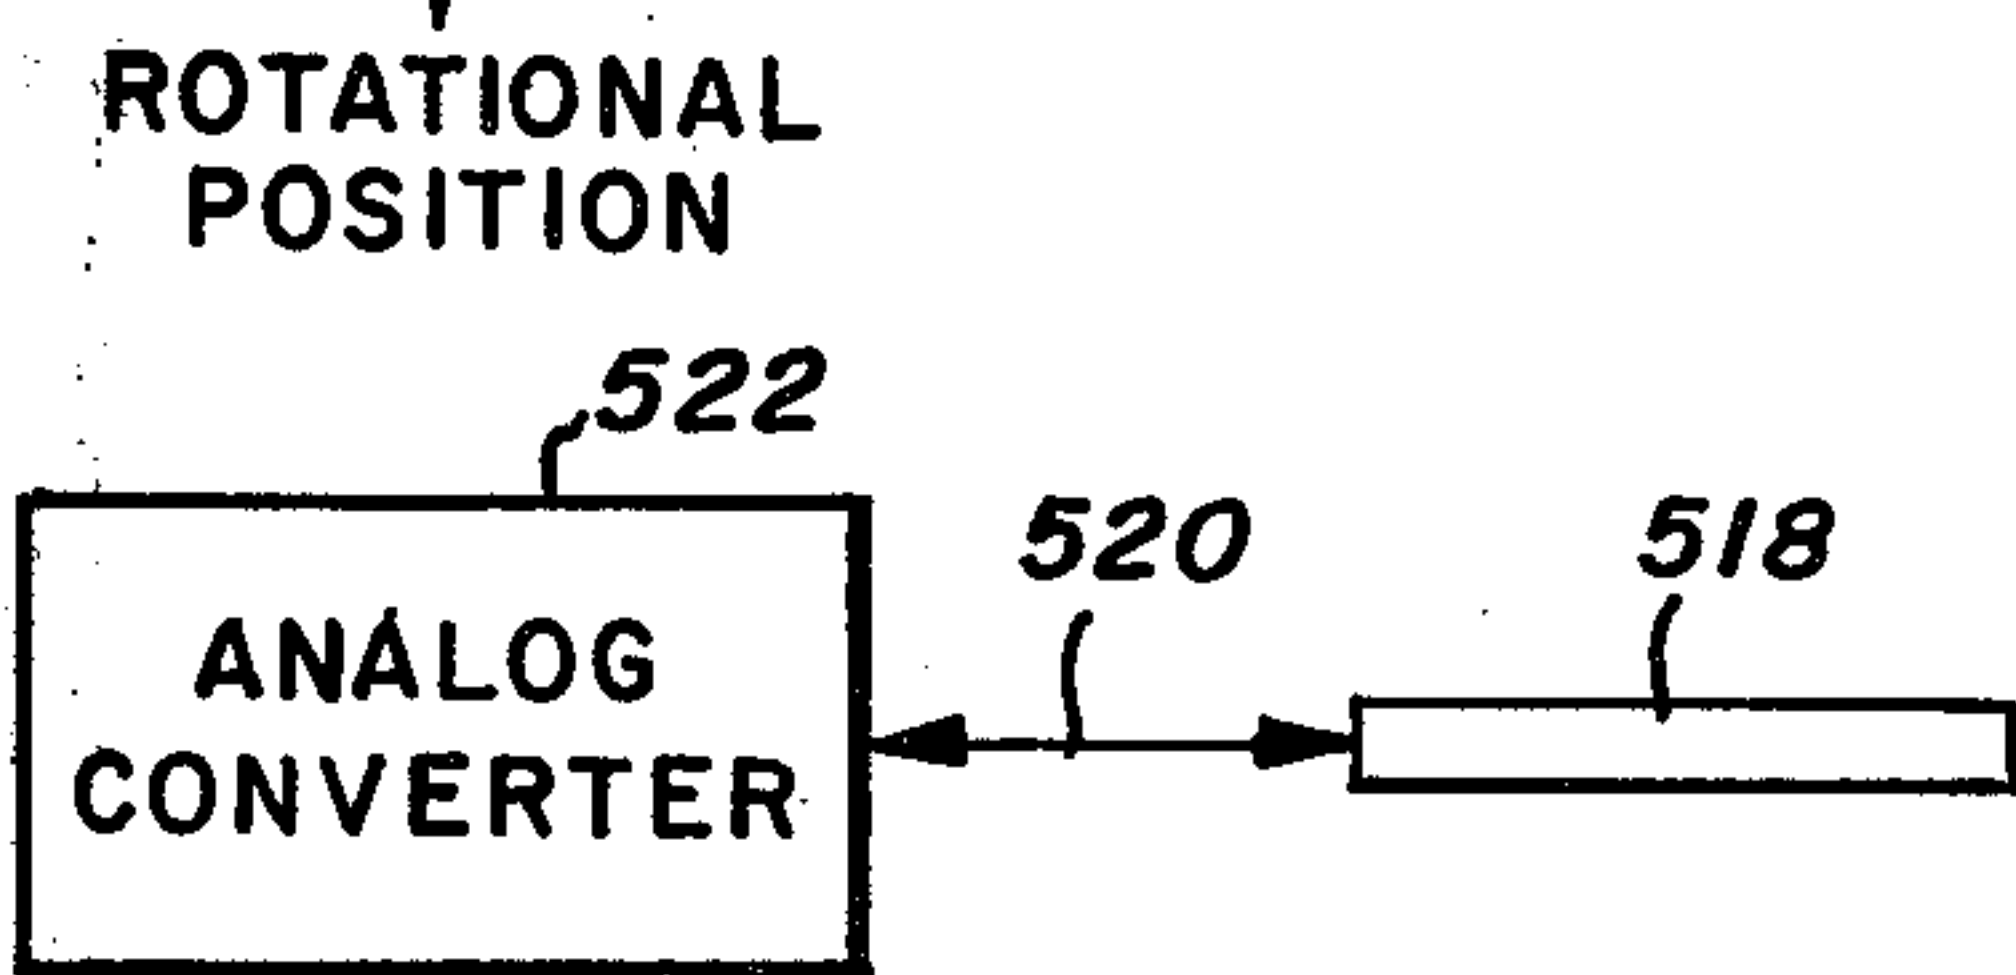 ROTATIONAL
POSITION
522
520
518
ANALOG
CONVERTER